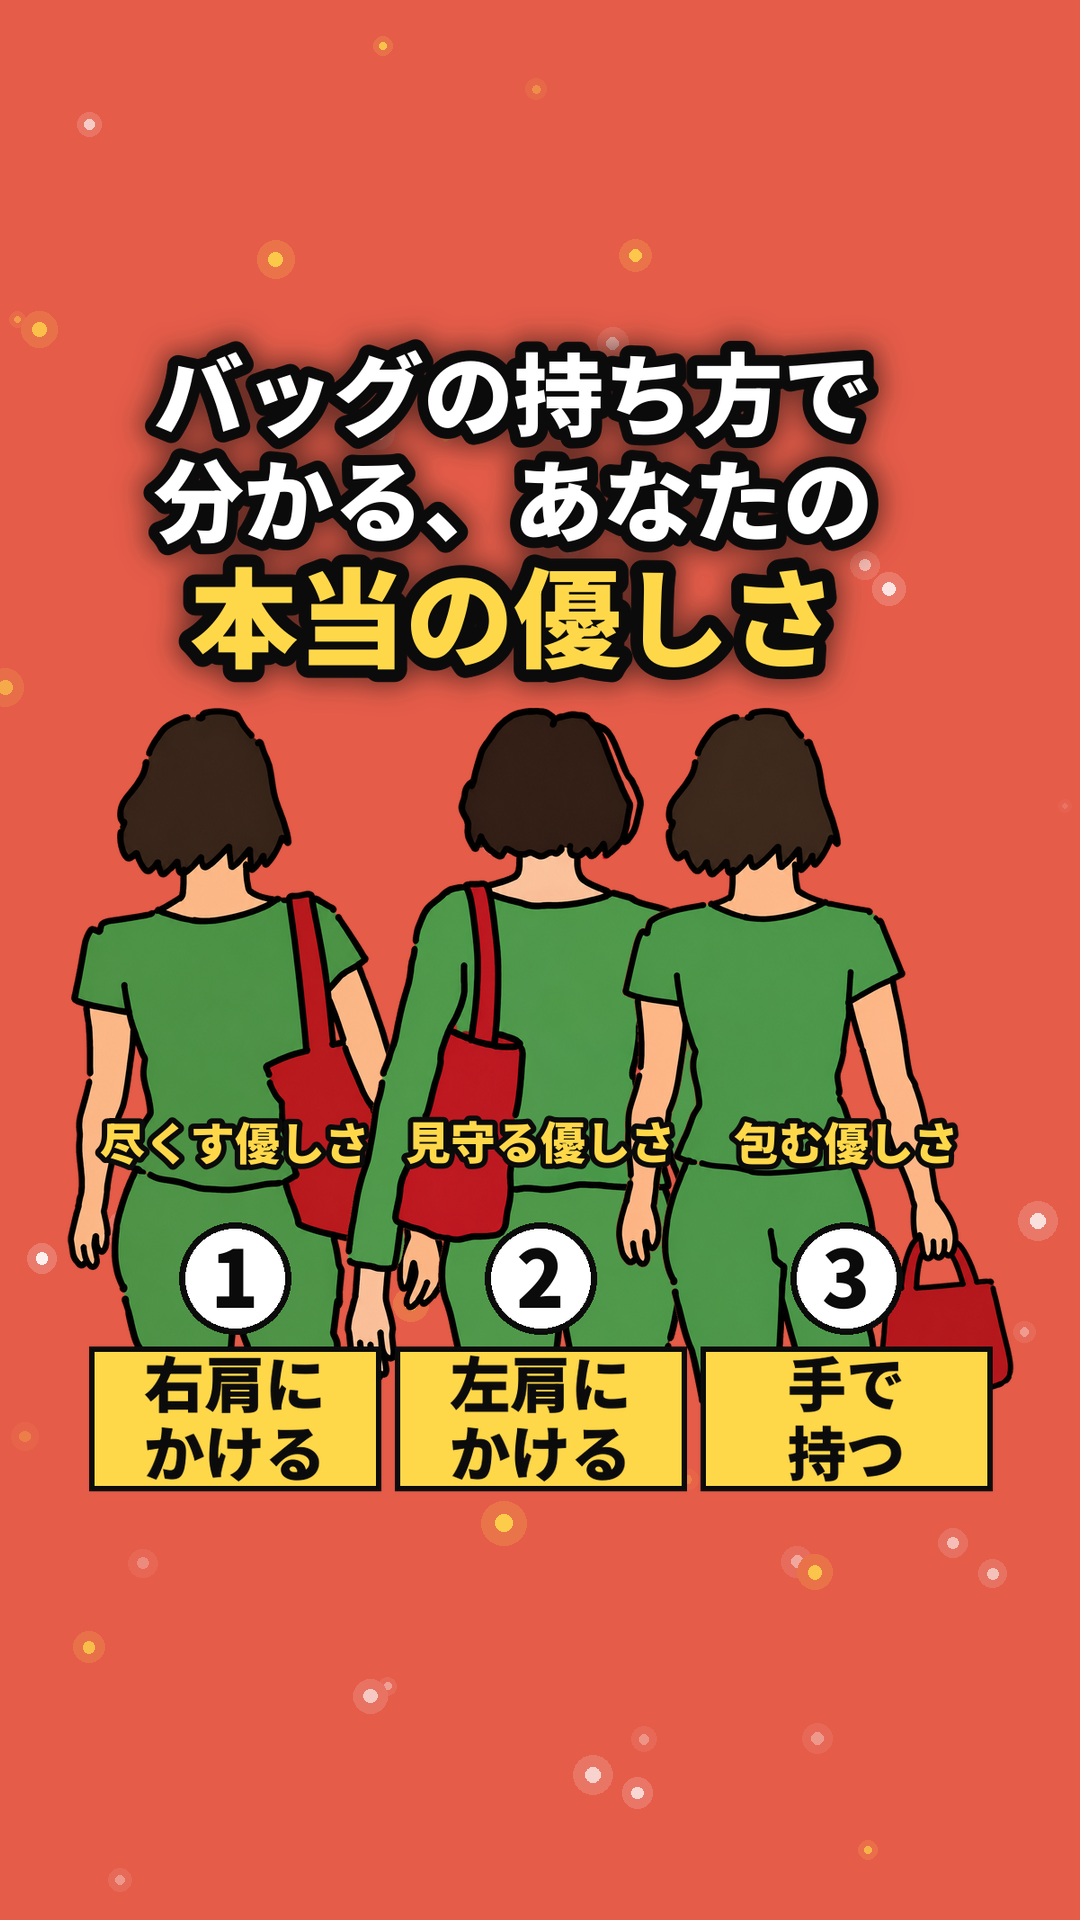 バッグの持ち方で
分かる、あなたの
本当の優しさ
尽くす優しさ
見守る優しさ
包む優しさ
1
2
3
右肩に
かける
左肩に
かける
手で
持つ